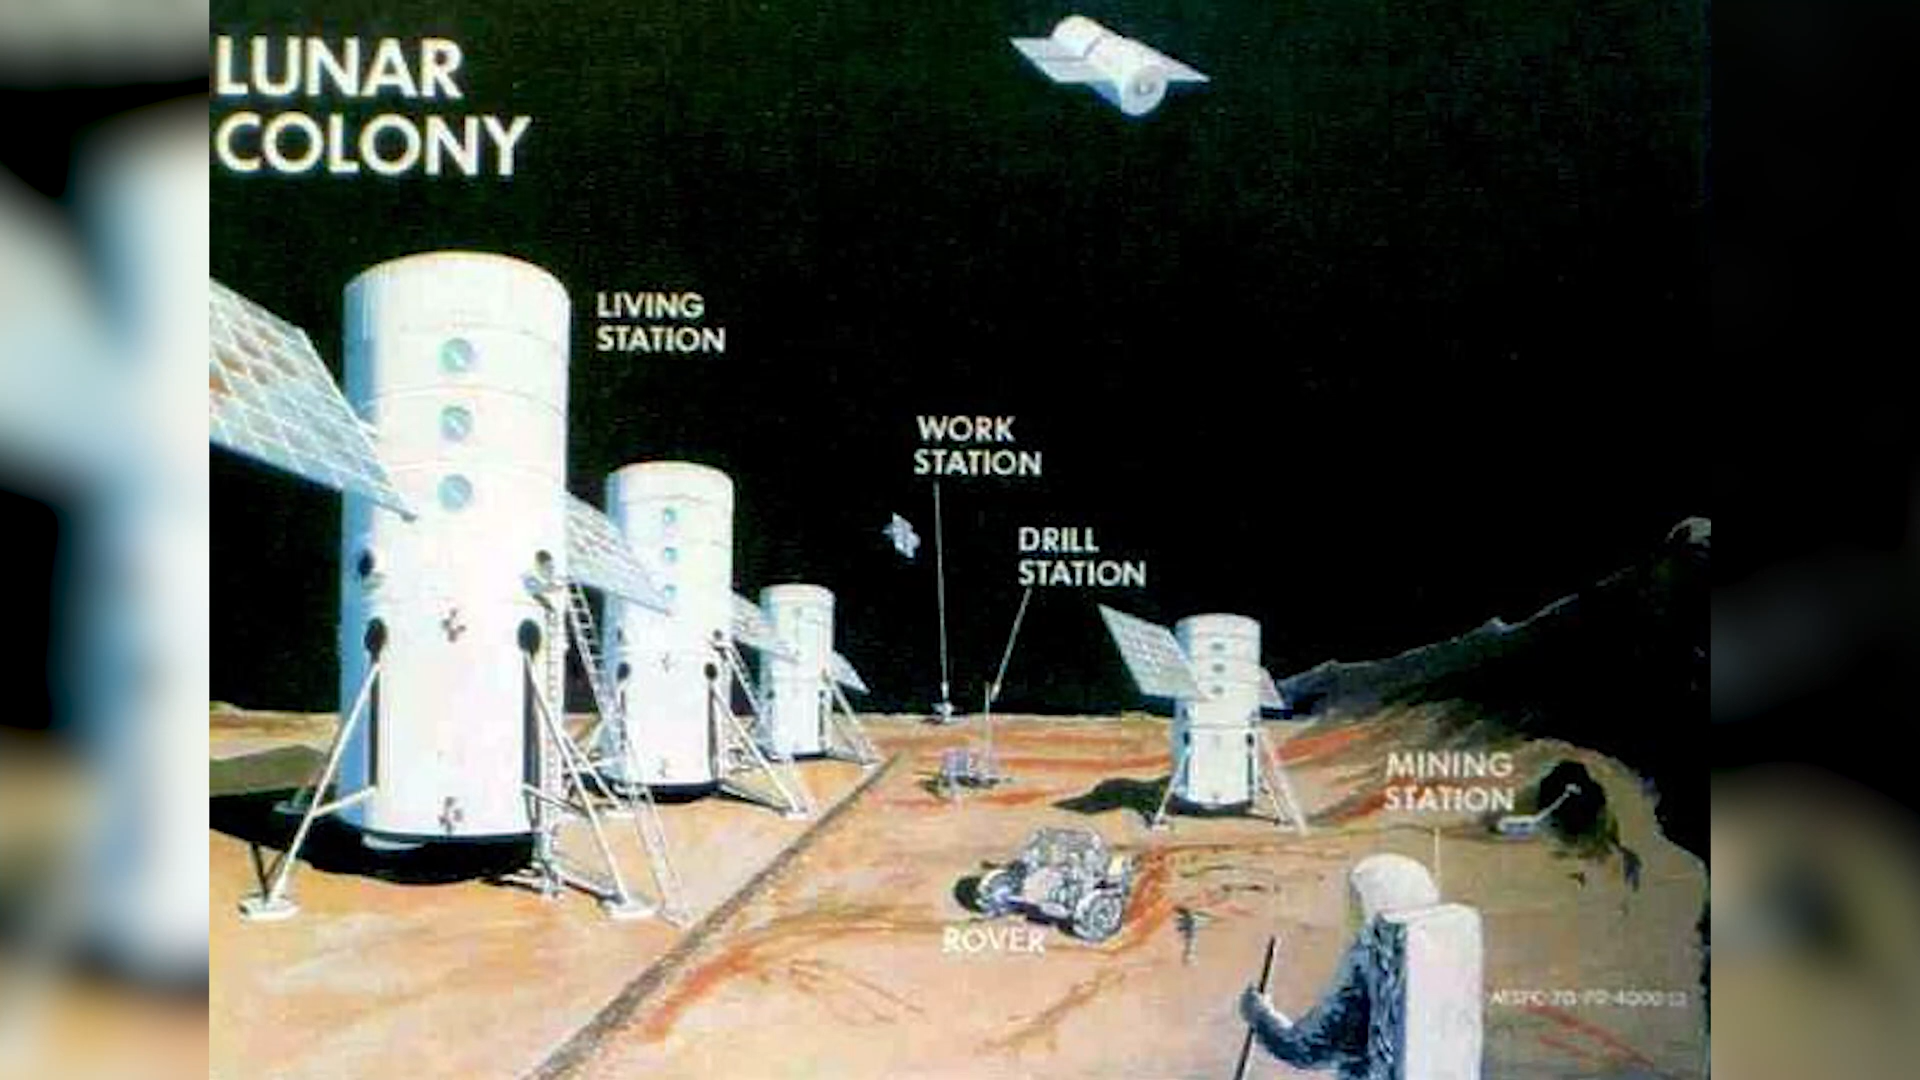 LUNAR
COLONY
LIVING
STATION
WORK
STATION
DRILL
STATION
MINING
STATION
ROVER